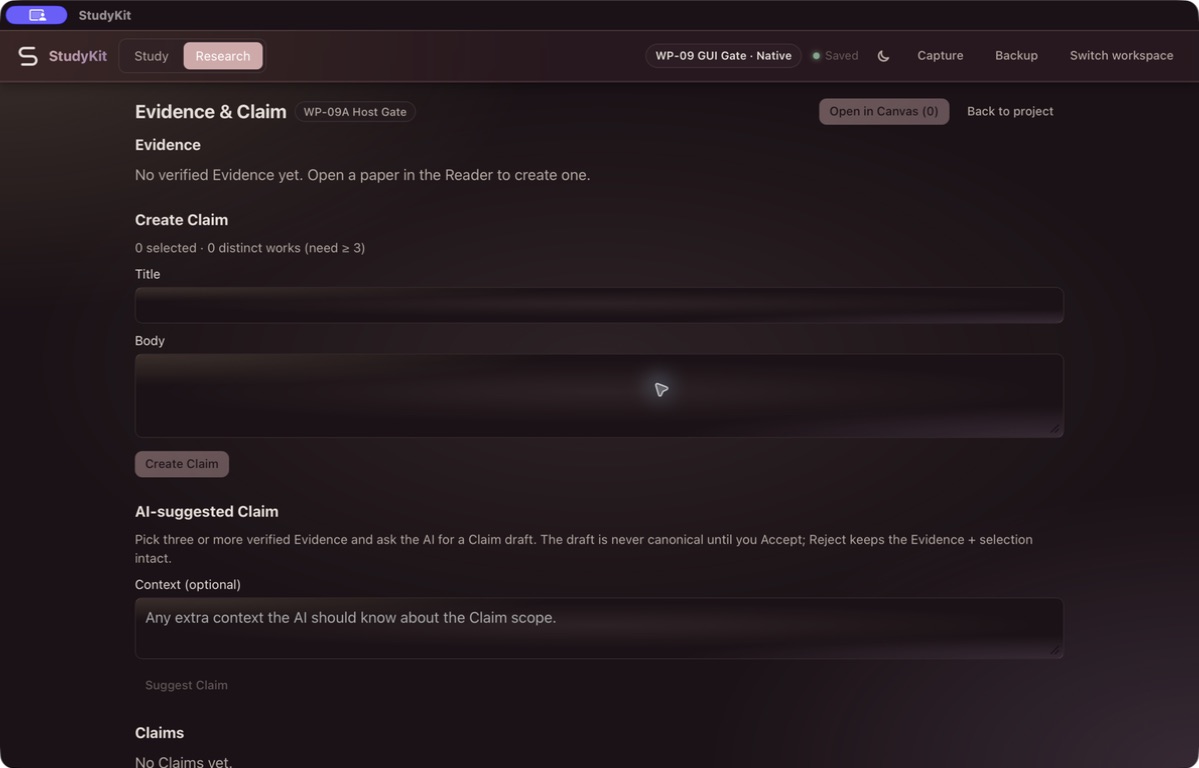 StudyKit
StudyKit
Study
Research
WP-09 GUI Gate · Native
Saved
Capture
Backup
Switch workspace
Evidence & Claim
WP-09A Host Gate
Open in Canvas (0)
Back to project
Evidence
No verified Evidence yet. Open a paper in the Reader to create one.
Create Claim
0 selected · 0 distinct works (need ≥ 3)
Title
Body
Create Claim
AI-suggested Claim
Pick three or more verified Evidence and ask the AI for a Claim draft. The draft is never canonical until you Accept; Reject keeps the Evidence + selection
intact.
Context (optional)
Any extra context the AI should know about the Claim scope.
Suggest Claim
Claims
No Claims yet.